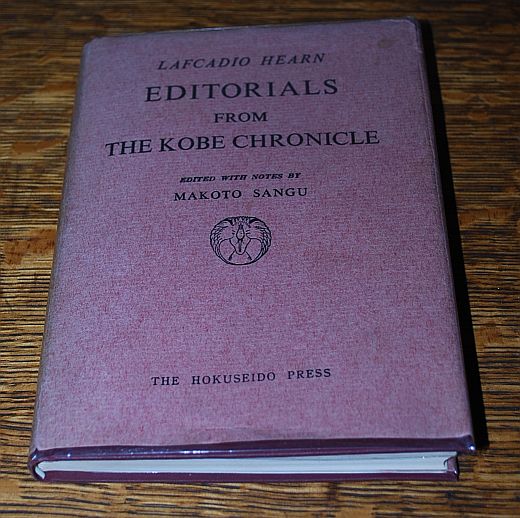 LAFCADIO HEARN
EDITORIALS
FROM
THE KOBE CHRONICLE
EDITED WITH NOTES BY
MAKOTO SANGU
THE HOKUSEIDO PRESS